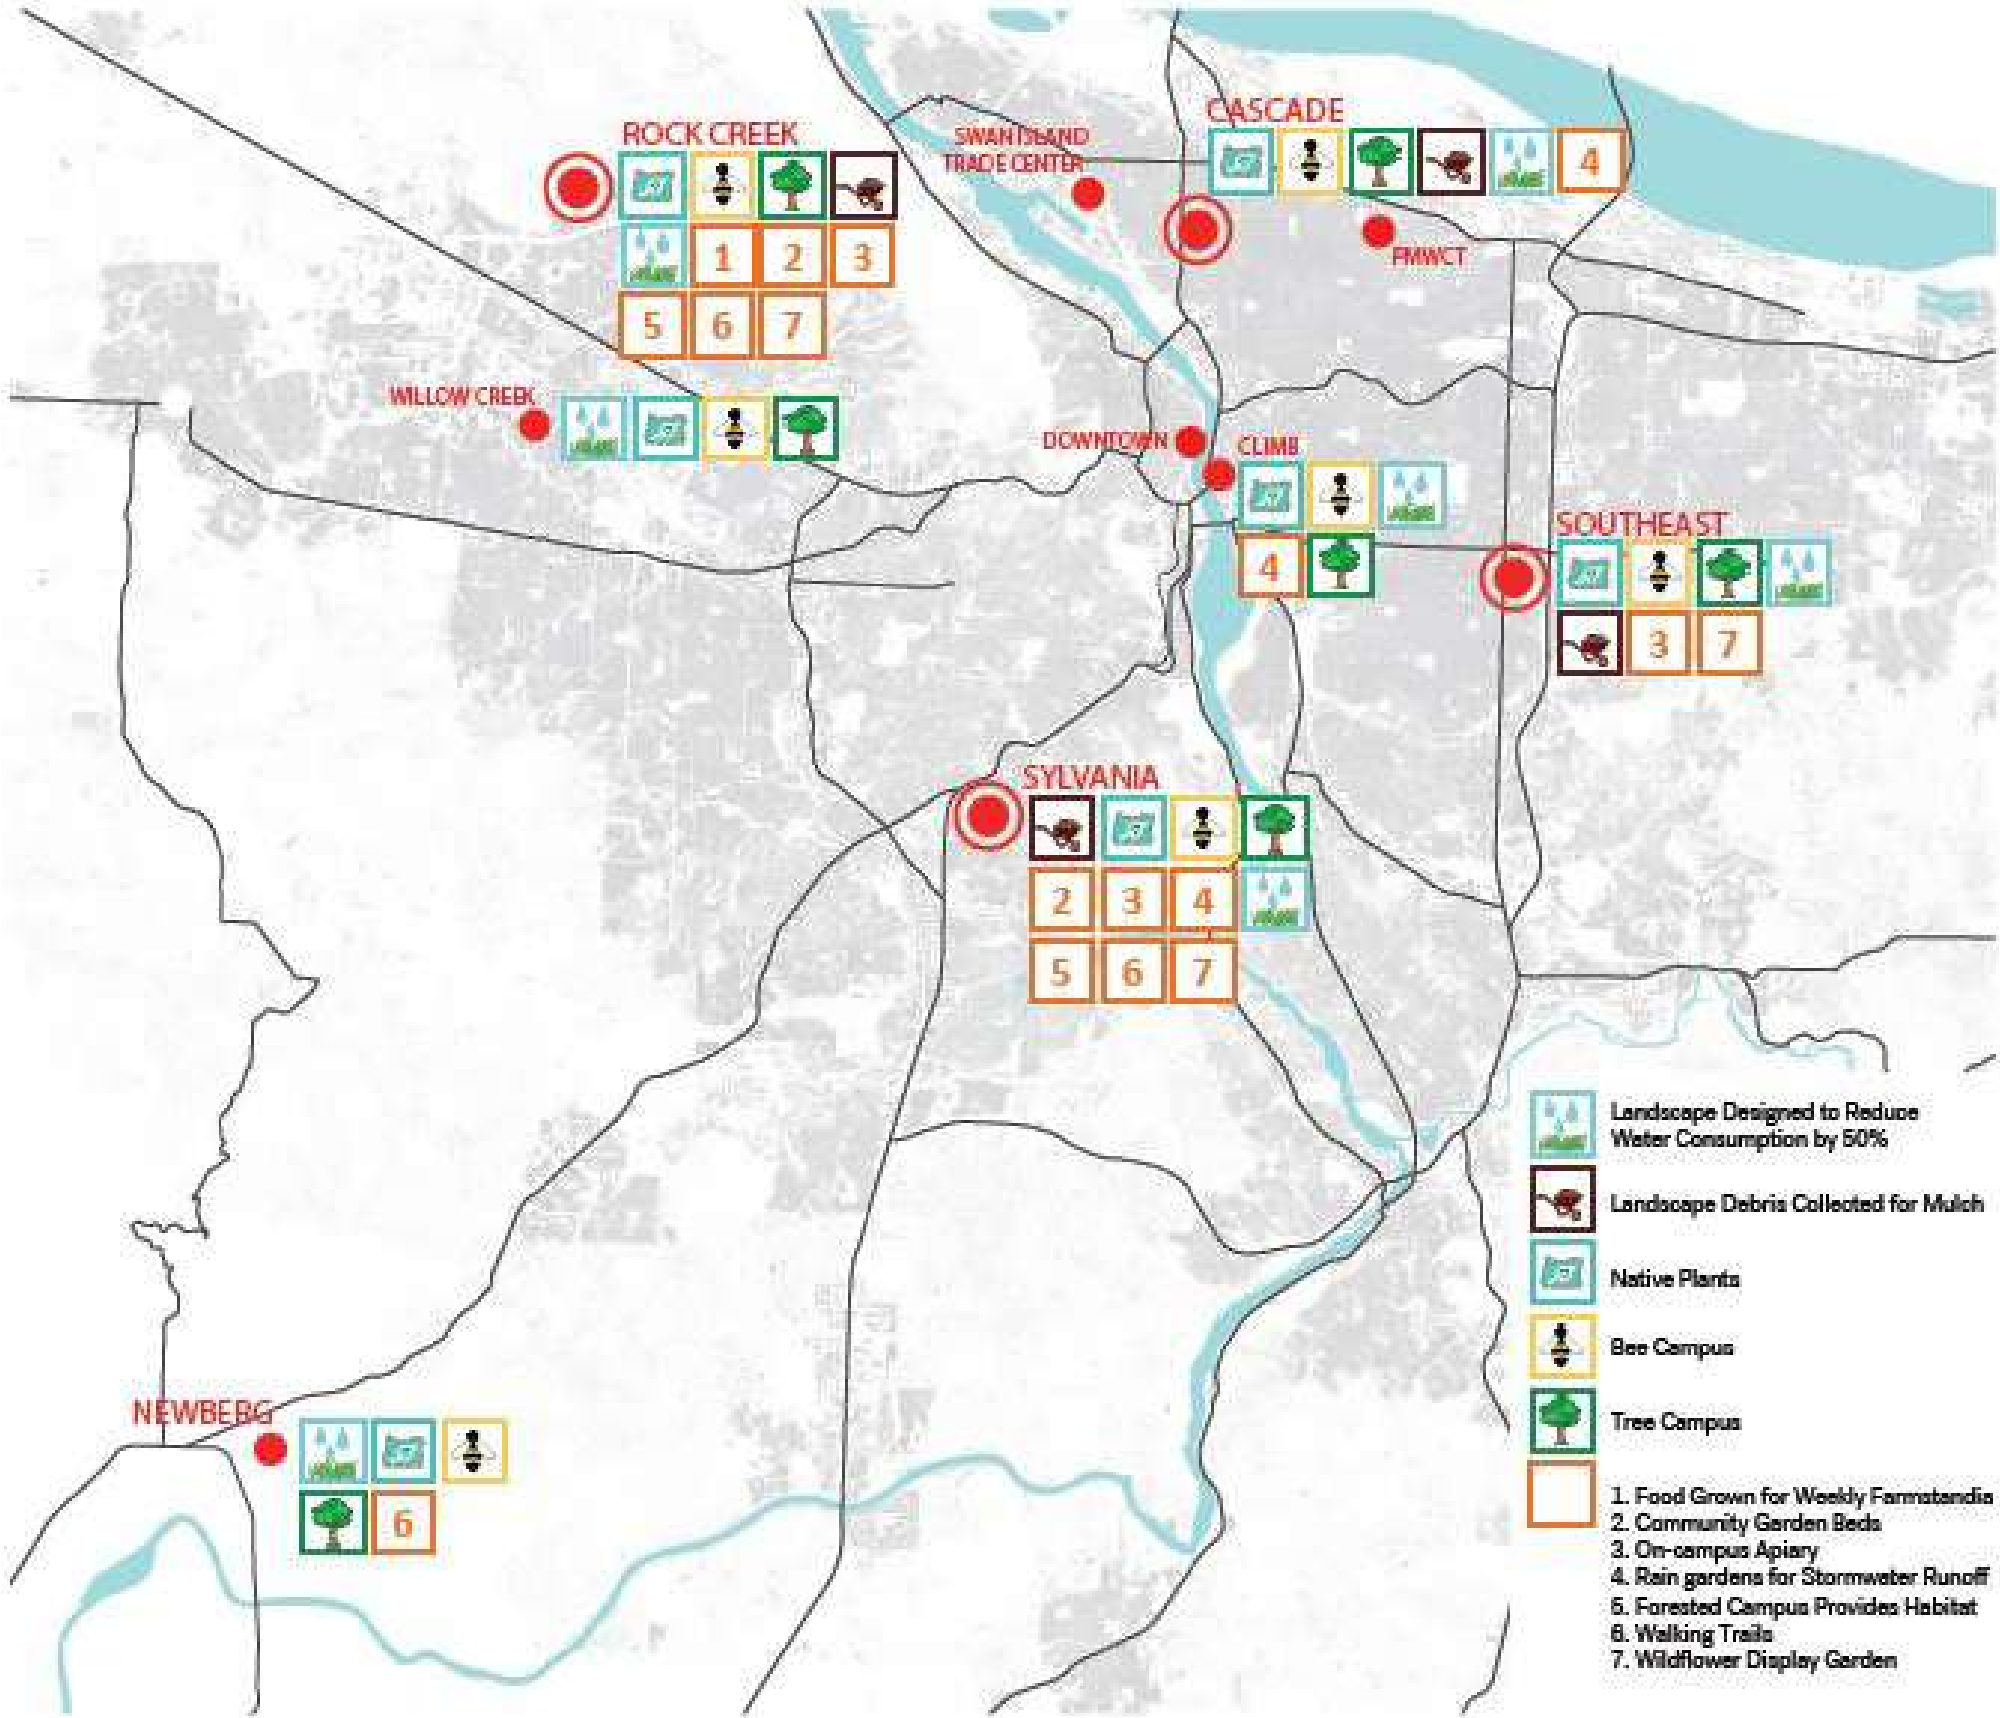 ROCK CREEK
1 2 3
5 6 7
SWAN ISLAND
TRADE CENTER
CASCADE
4
PMWCT
WILLOW CREEK
DOWNTOWN
CLIMB
4
SOUTHEAST
3 7
SYLVANIA
2 3 4
5 6 7
NEWBERG
6
Landscape Designed to Reduce
Water Consumption by 50%
Landscape Debris Collected for Mulch
Native Plants
Bee Campus
Tree Campus
1. Food Grown for Weekly Farmstandia
2. Community Garden Beds
3. On-campus Apiary
4. Rain gardens for Stormwater Runoff
5. Forested Campus Provides Habitat
6. Walking Trails
7. Wildflower Display Garden